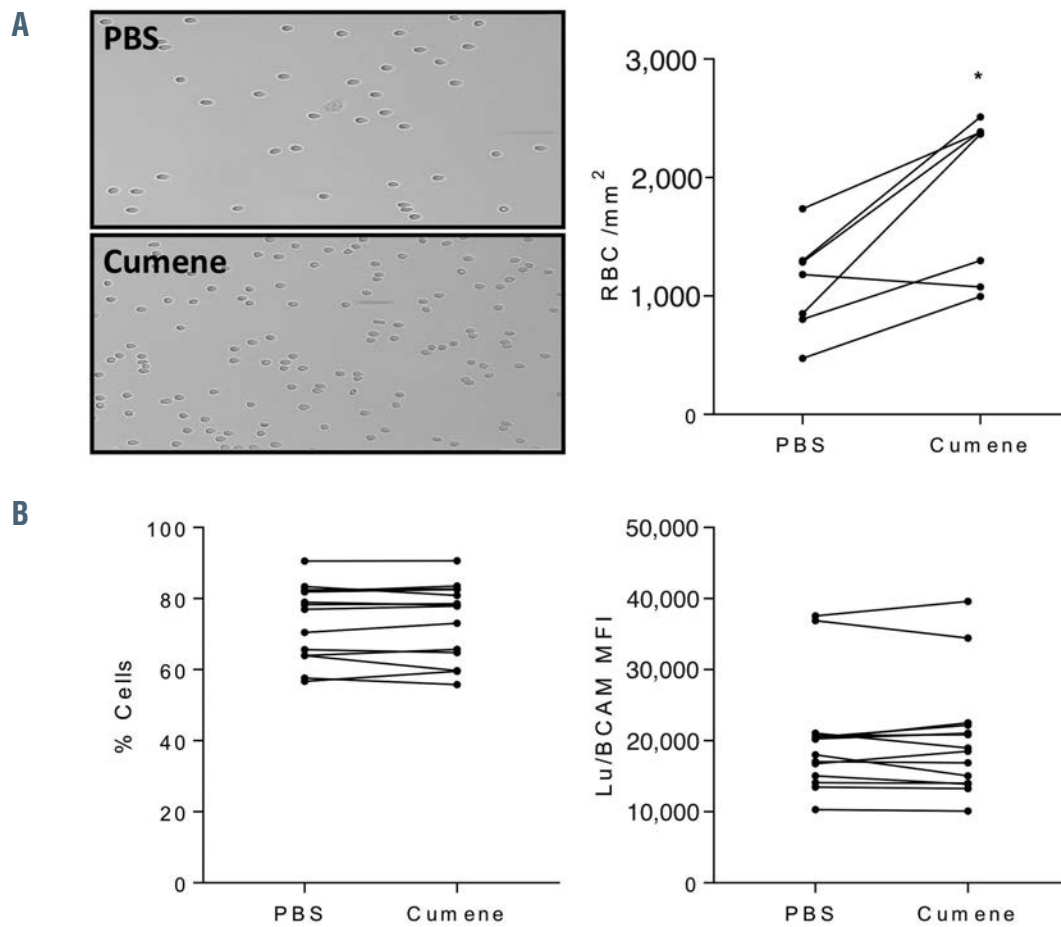 A
PBS
Cumene
RBC /mm²
3,000
2,000
1,000
0
*
PBS
Cumene
B
% Cells
100
80
60
40
20
0
PBS
Cumene
Lu/BCAM MFI
50,000
40,000
30,000
20,000
10,000
0
PBS
Cumene